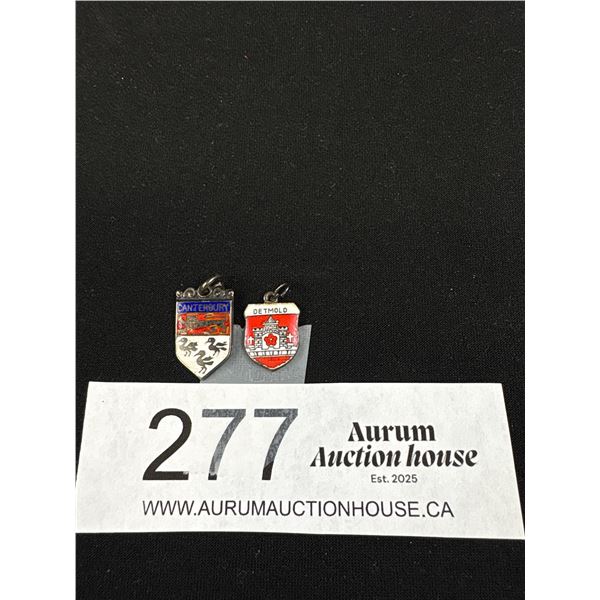 CANTERBURY
DETMOLD
277
Aurum
Auction house
Est. 2025
WWW.AURUMAUCTIONHOUSE.CA